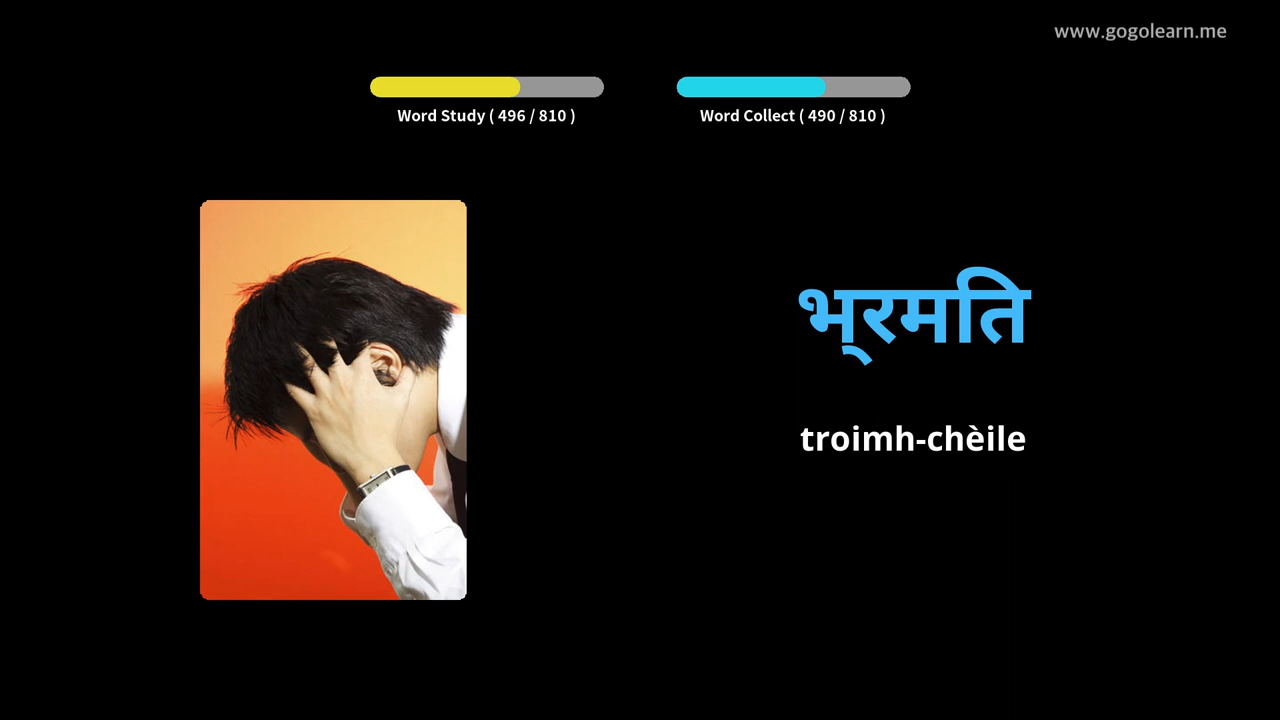 www.gogolearn.me
Word Study ( 496 / 810 )
Word Collect ( 490 / 810 )
भ्‌रमति
troimh-chèile